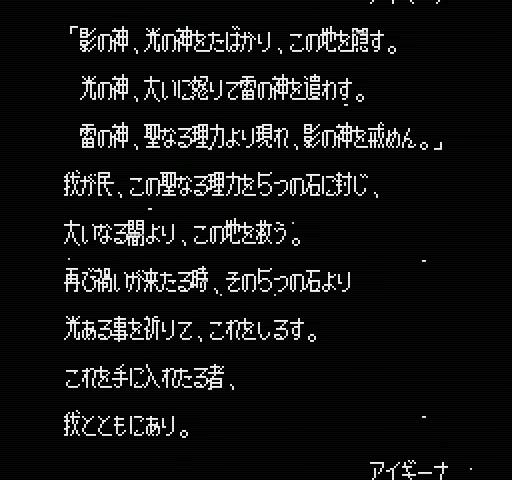 「影の神、光の神をたばかり、この地を隠す。
光の神、大いに怒りて雷の神を遣わす。
雷の神、聖なる理力より現れ、影の神を戒めん。」
我が民、この聖なる理力を5つの石に封じ、
大いなる闇より、この地を救う。
再び禍いが来たる時、その5つの石より
光ある事を祈りて、これをしるす。
これを手に入れたる者、
我とともにあり。
アイギーナ